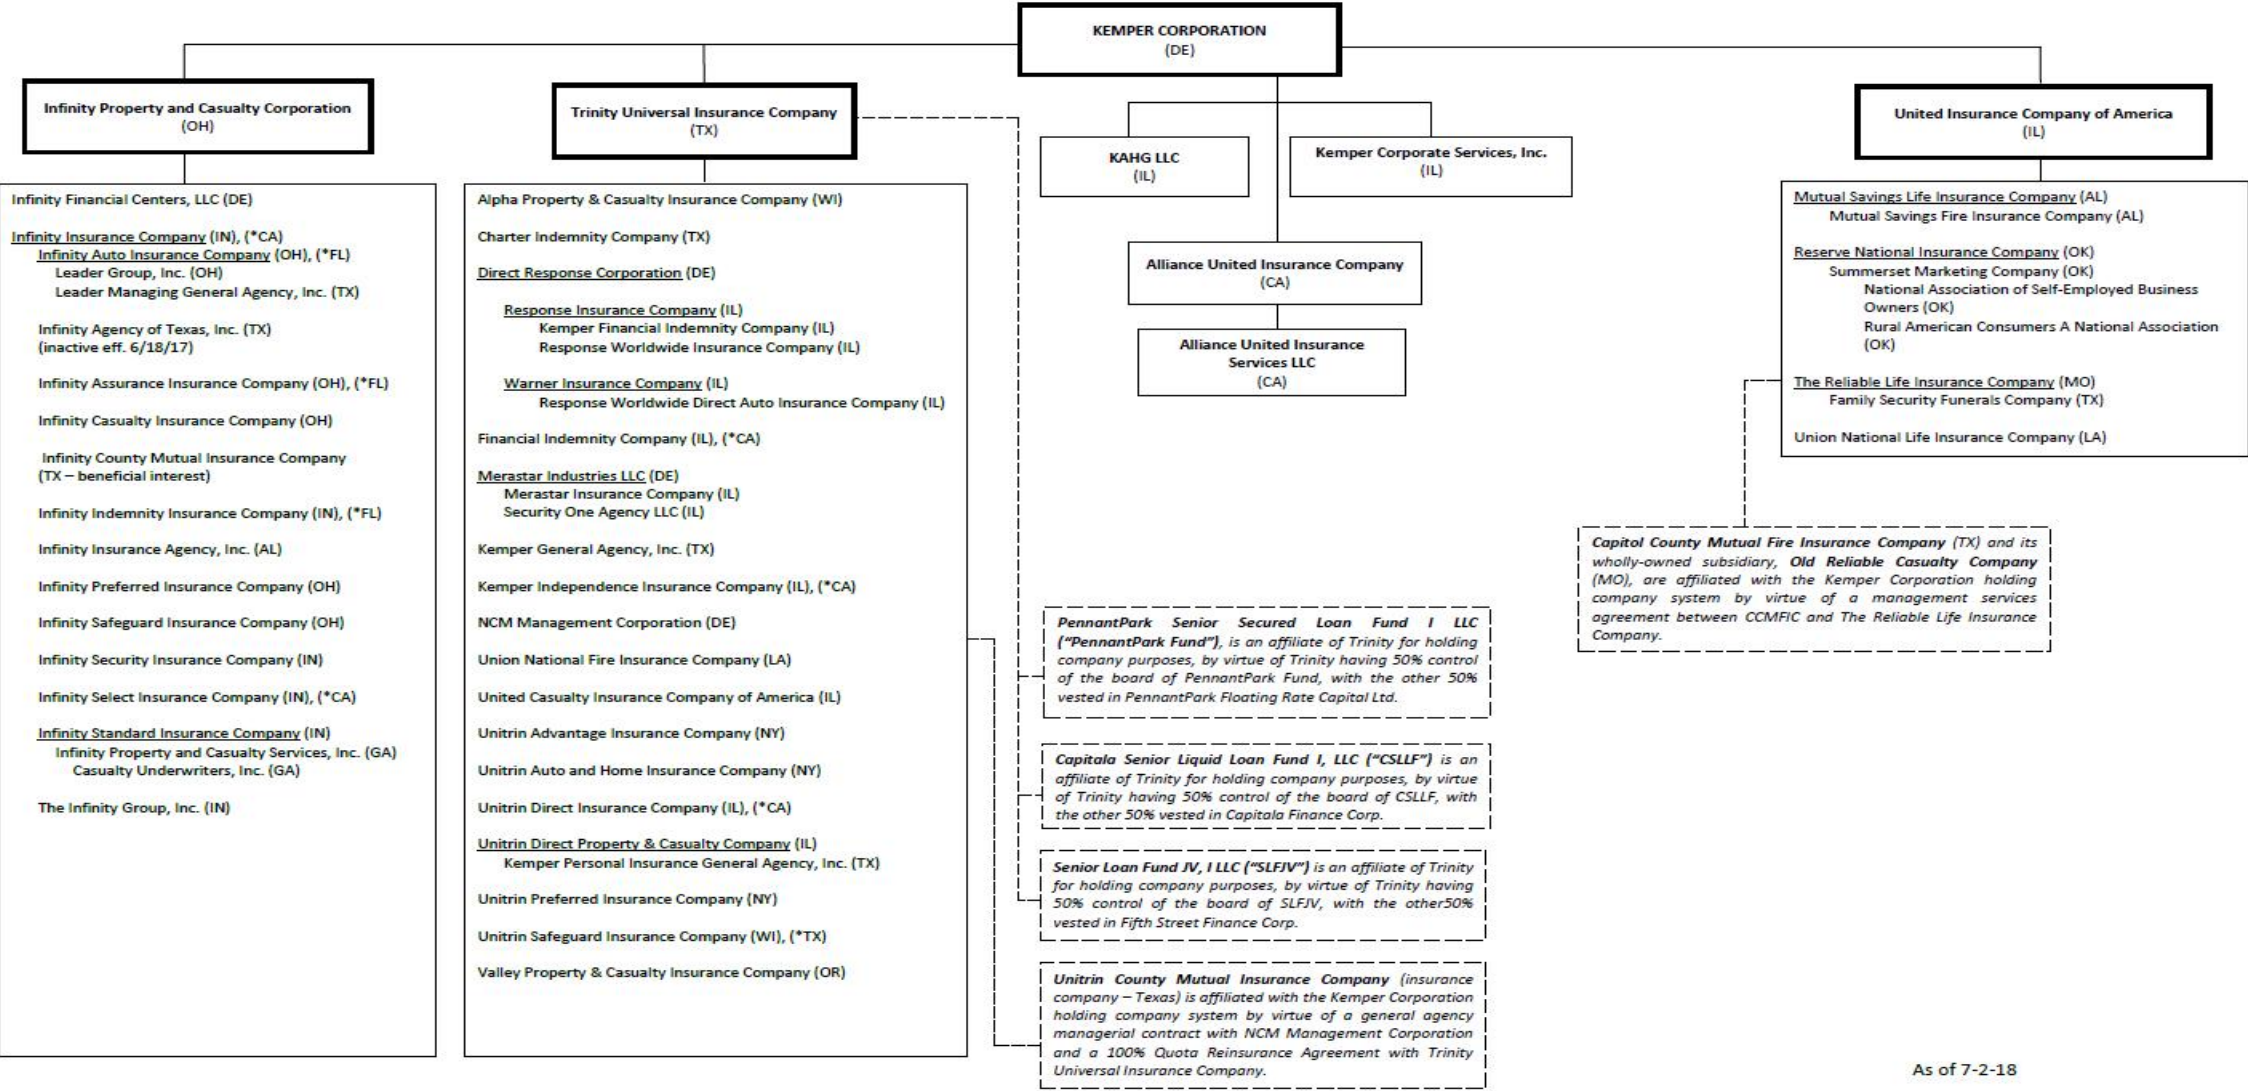 KEMPER CORPORATION
(DE)
Infinity Property and Casualty Corporation
(OH)
Trinity Universal Insurance Company
(TX)
KAHG LLC
(IL)
Kemper Corporate Services, Inc.
(IL)
United Insurance Company of America
(IL)
Infinity Financial Centers, LLC (DE)
Infinity Insurance Company (IN), (*CA)
Infinity Auto Insurance Company (OH), (*FL)
Leader Group, Inc. (OH)
Leader Managing General Agency, Inc. (TX)
Infinity Agency of Texas, Inc. (TX)
(inactive eff. 6/18/17)
Infinity Assurance Insurance Company (OH), (*FL)
Infinity Casualty Insurance Company (OH)
Infinity County Mutual Insurance Company
(TX – beneficial interest)
Infinity Indemnity Insurance Company (IN), (*FL)
Infinity Insurance Agency, Inc. (AL)
Infinity Preferred Insurance Company (OH)
Infinity Safeguard Insurance Company (OH)
Infinity Security Insurance Company (IN)
Infinity Select Insurance Company (IN), (*CA)
Infinity Standard Insurance Company (IN)
Infinity Property and Casualty Services, Inc. (GA)
Casualty Underwriters, Inc. (GA)
The Infinity Group, Inc. (IN)
Alpha Property & Casualty Insurance Company (WI)
Charter Indemnity Company (TX)
Direct Response Corporation (DE)
Response Insurance Company (IL)
Kemper Financial Indemnity Company (IL)
Response Worldwide Insurance Company (IL)
Warner Insurance Company (IL)
Response Worldwide Direct Auto Insurance Company (IL)
Financial Indemnity Company (IL), (*CA)
Merastar Industries LLC (DE)
Merastar Insurance Company (IL)
Security One Agency LLC (IL)
Kemper General Agency, Inc. (TX)
Kemper Independence Insurance Company (IL), (*CA)
NCM Management Corporation (DE)
Union National Fire Insurance Company (LA)
United Casualty Insurance Company of America (IL)
Unitrin Advantage Insurance Company (NY)
Unitrin Auto and Home Insurance Company (NY)
Unitrin Direct Insurance Company (IL), (*CA)
Unitrin Direct Property & Casualty Company (IL)
Kemper Personal Insurance General Agency, Inc. (TX)
Unitrin Preferred Insurance Company (NY)
Unitrin Safeguard Insurance Company (WI), (*TX)
Valley Property & Casualty Insurance Company (OR)
Alliance United Insurance Company
(CA)
Alliance United Insurance
Services LLC
(CA)
PennantPark Senior Secured Loan Fund I LLC
("PennantPark Fund"), is an affiliate of Trinity for holding
company purposes, by virtue of Trinity having 50% control
of the board of PennantPark Fund, with the other 50%
vested in PennantPark Floating Rate Capital Ltd.
Capitala Senior Liquid Loan Fund I, LLC ("CSLLF") is an
affiliate of Trinity for holding company purposes, by virtue
of Trinity having 50% control of the board of CSLLF, with
the other 50% vested in Capitala Finance Corp.
Senior Loan Fund JV, I LLC ("SLFJV") is an affiliate of Trinity
for holding company purposes, by virtue of Trinity having
50% control of the board of SLFJV, with the other50%
vested in Fifth Street Finance Corp.
Unitrin County Mutual Insurance Company (insurance
company – Texas) is affiliated with the Kemper Corporation
holding company system by virtue of a general agency
managerial contract with NCM Management Corporation
and a 100% Quota Reinsurance Agreement with Trinity
Universal Insurance Company.
Mutual Savings Life Insurance Company (AL)
Mutual Savings Fire Insurance Company (AL)
Reserve National Insurance Company (OK)
Summerset Marketing Company (OK)
National Association of Self-Employed Business
Owners (OK)
Rural American Consumers A National Association
(OK)
The Reliable Life Insurance Company (MO)
Family Security Funerals Company (TX)
Union National Life Insurance Company (LA)
Capitol County Mutual Fire Insurance Company (TX) and its
wholly-owned subsidiary, Old Reliable Casualty Company
(MO), are affiliated with the Kemper Corporation holding
company system by virtue of a management services
agreement between CCMFIC and The Reliable Life Insurance
Company.
As of 7-2-18